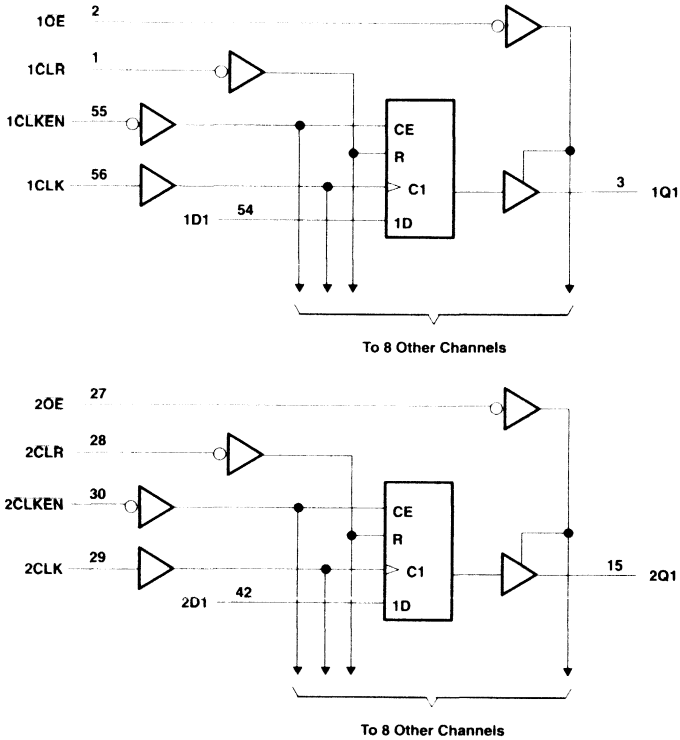 1OE 2
1CLR 1
1CLKEN 55
CE
R
1CLK 56
C1
3 1Q1
1D1 54
1D
To 8 Other Channels
2OE 27
2CLR 28
2CLKEN 30
CE
R
2CLK 29
C1
15 2Q1
2D1 42
1D
To 8 Other Channels